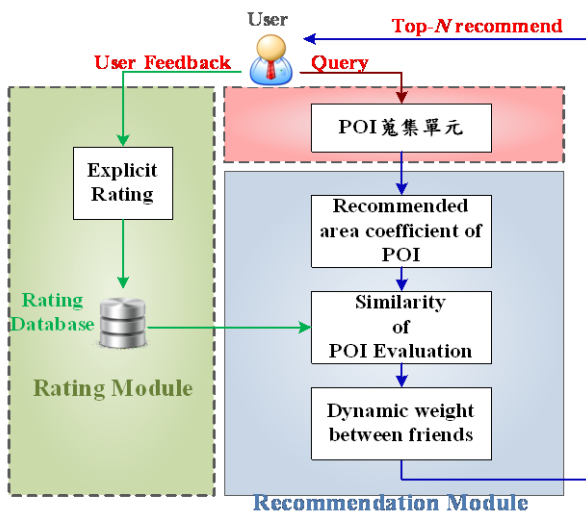 User
Top-N recommend
User Feedback
Query
POI蒐集單元
Explicit
Rating
Recommended
area coefficient of
POI
Rating
Database
Similarity
of
POI Evaluation
Rating Module
Dynamic weight
between friends
Recommendation Module